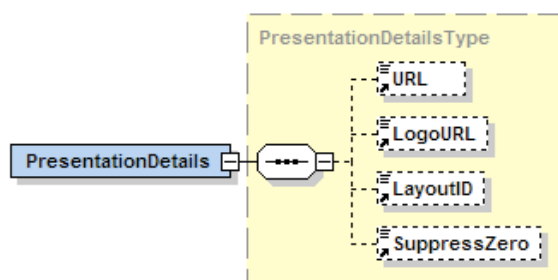 PresentationDetailsType
URL
LogoURL
PresentationDetails
LayoutID
SuppressZero